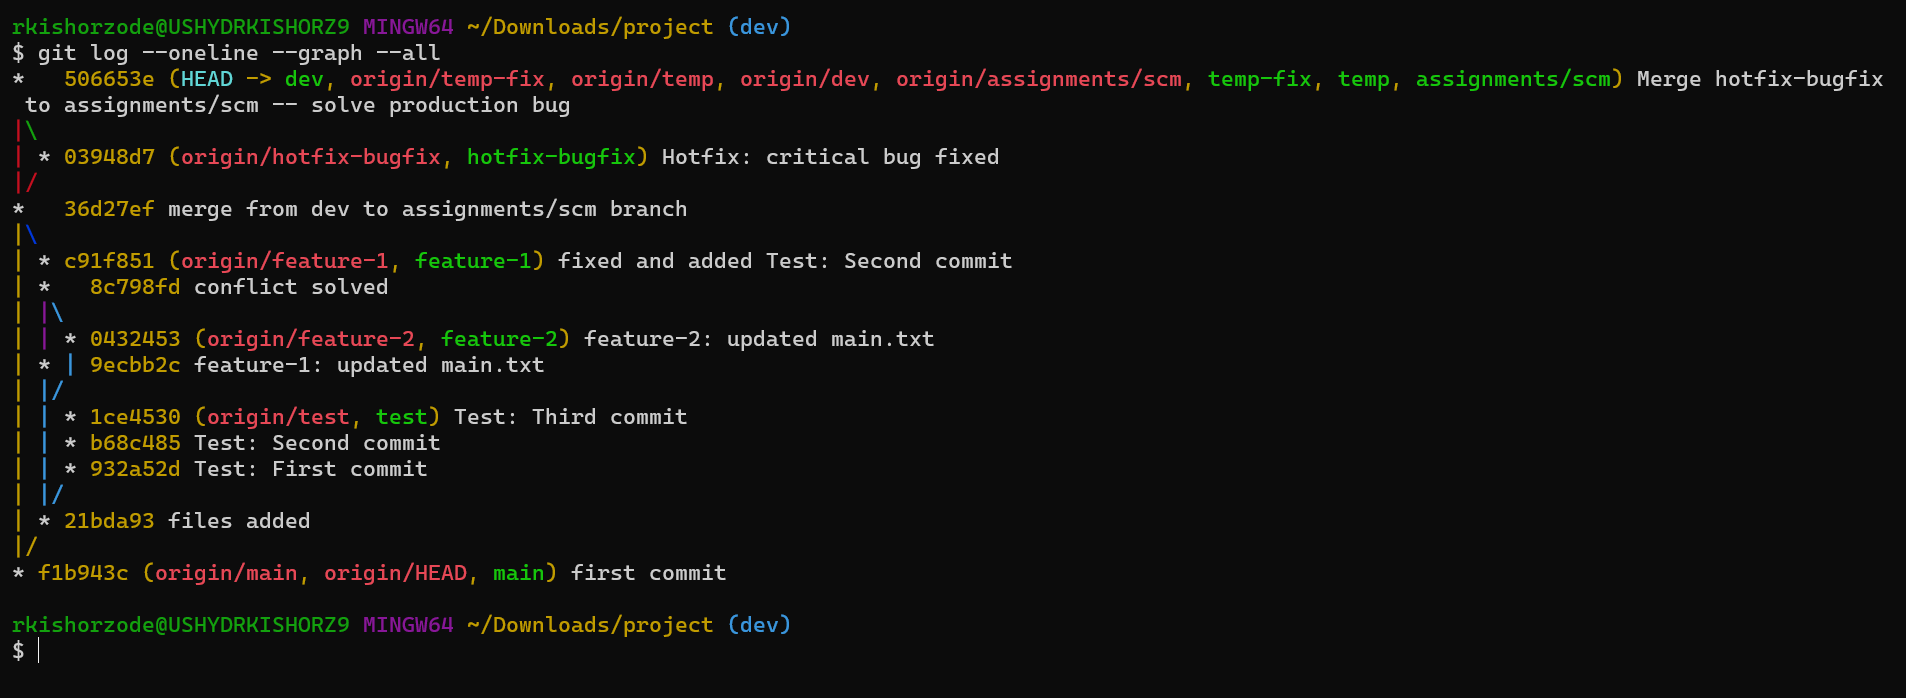 rkishorzode@USHYDRKISHORZ9 MINGW64 ~/Downloads/project (dev)
$ git log --oneline --graph --all
*   506653e (HEAD -> dev, origin/temp-fix, origin/temp, origin/dev, origin/assignments/scm, temp-fix, temp, assignments/scm) Merge hotfix-bugfix
 to assignments/scm -- solve production bug
|\
| * 03948d7 (origin/hotfix-bugfix, hotfix-bugfix) Hotfix: critical bug fixed
|/
*   36d27ef merge from dev to assignments/scm branch
|\
| * c91f851 (origin/feature-1, feature-1) fixed and added Test: Second commit
| *   8c798fd conflict solved
| |\
| | * 0432453 (origin/feature-2, feature-2) feature-2: updated main.txt
| * | 9ecbb2c feature-1: updated main.txt
| |/
| | * 1ce4530 (origin/test, test) Test: Third commit
| | * b68c485 Test: Second commit
| | * 932a52d Test: First commit
| |/
| * 21bda93 files added
|/
* f1b943c (origin/main, origin/HEAD, main) first commit

rkishorzode@USHYDRKISHORZ9 MINGW64 ~/Downloads/project (dev)
$